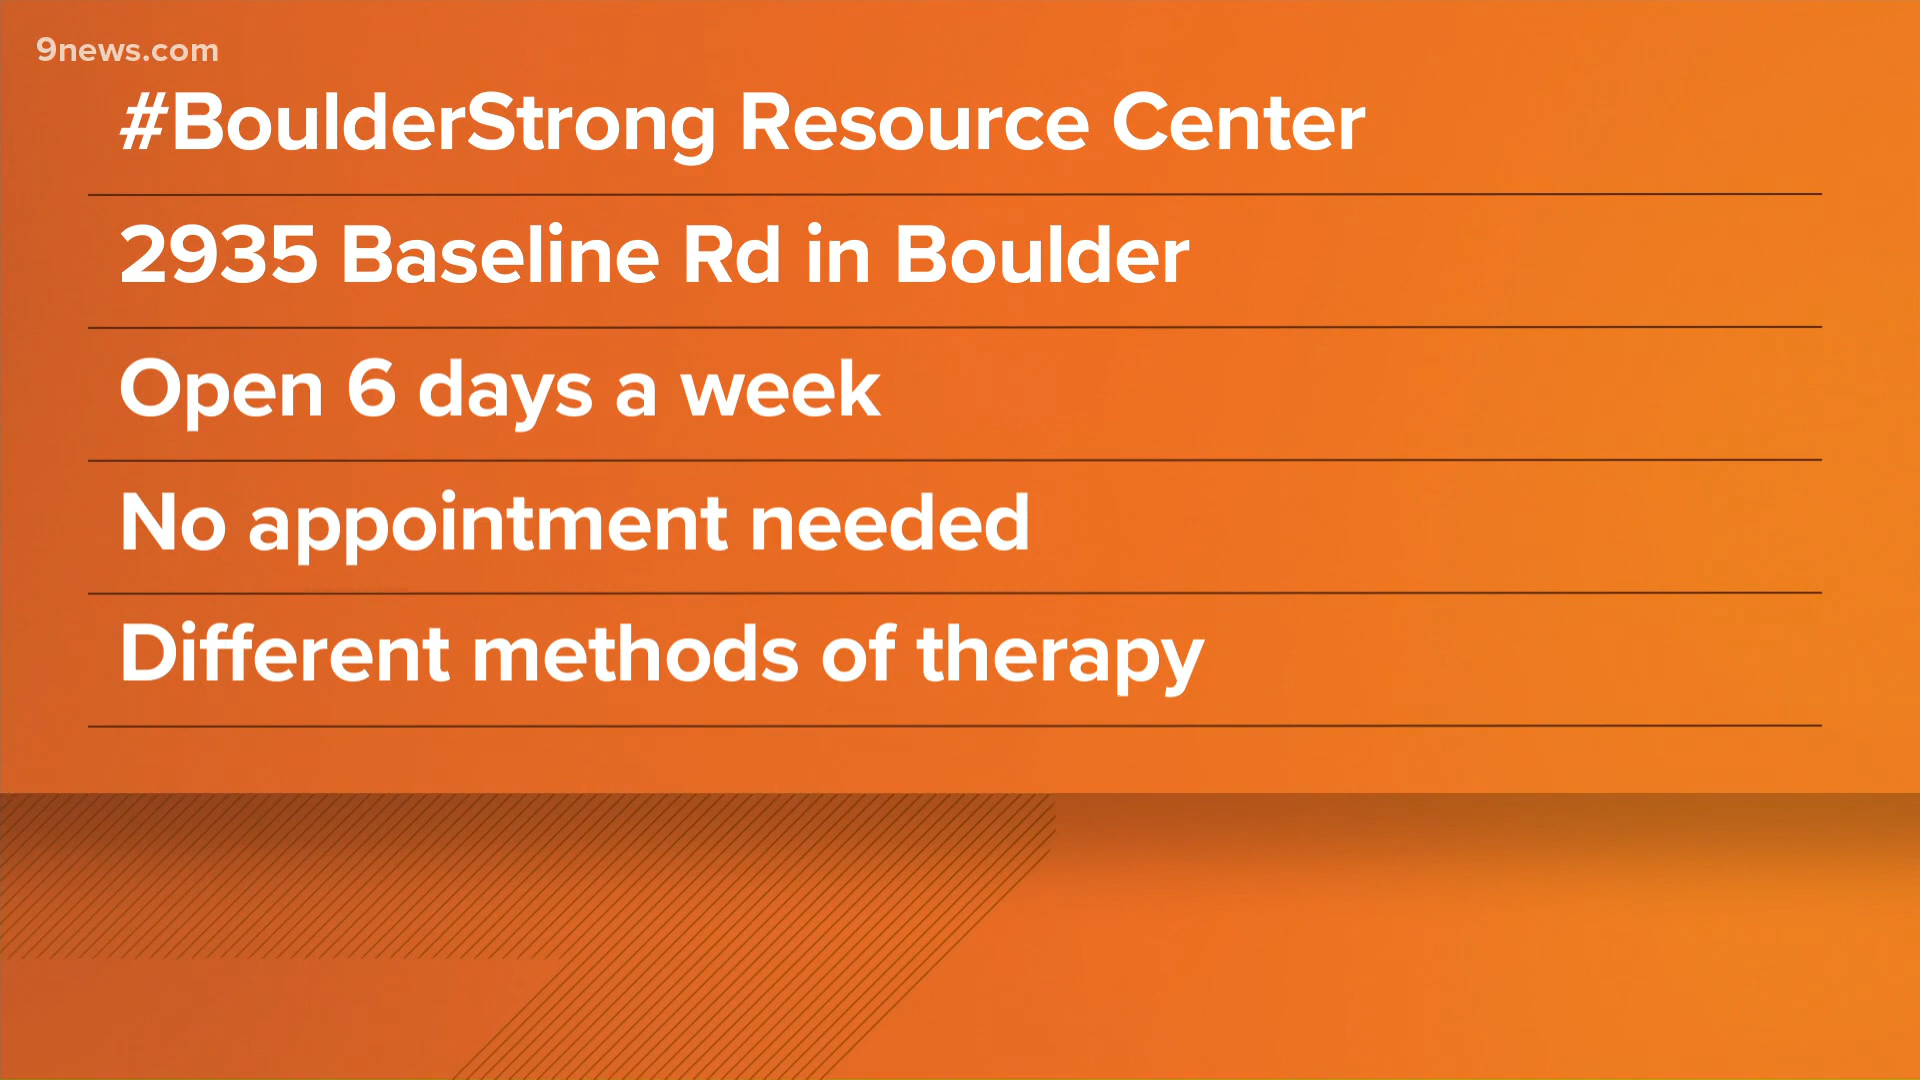 9news.com
#BoulderStrong Resource Center
2935 Baseline Rd in Boulder
Open 6 days a week
No appointment needed
Different methods of therapy